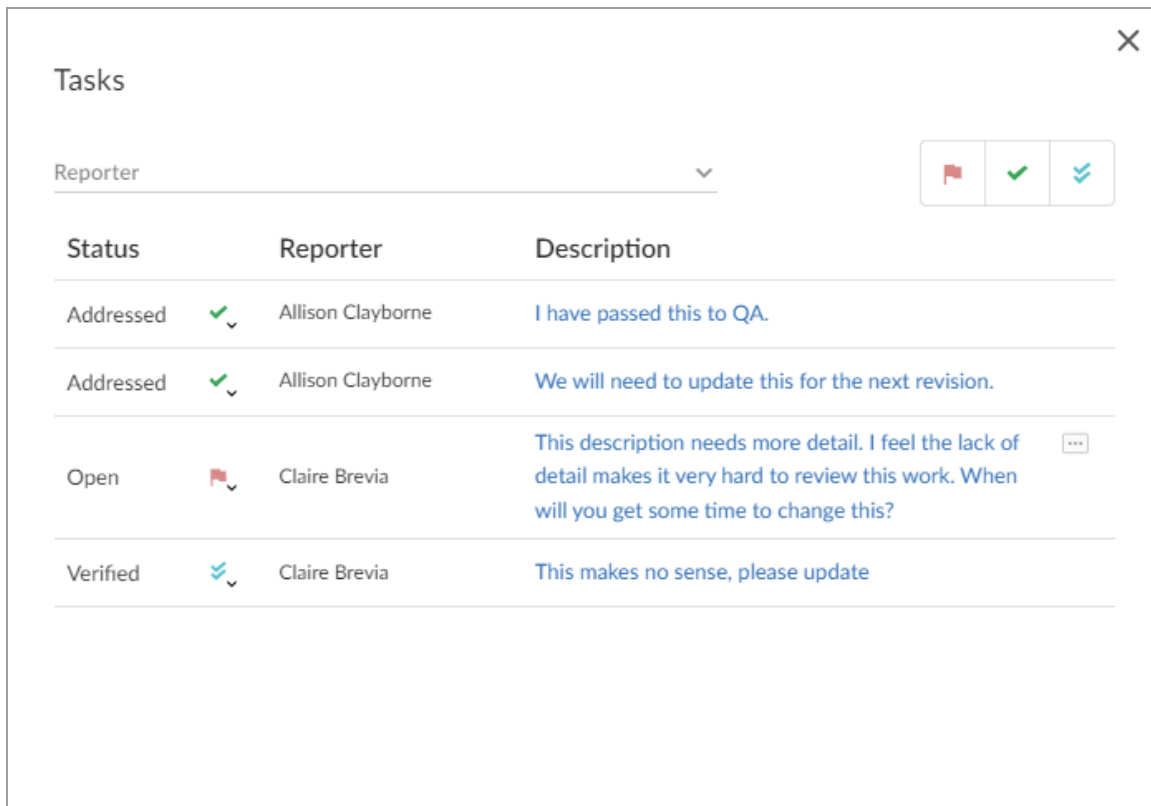 Tasks
Reporter
Status Reporter Description
Addressed Allison Clayborne I have passed this to QA.
Addressed Allison Clayborne We will need to update this for the next revision.
This description needs more detail. I feel the lack of
Open Claire Brevia detail makes it very hard to review this work. When
will you get some time to change this?
Verified Claire Brevia This makes no sense, please update